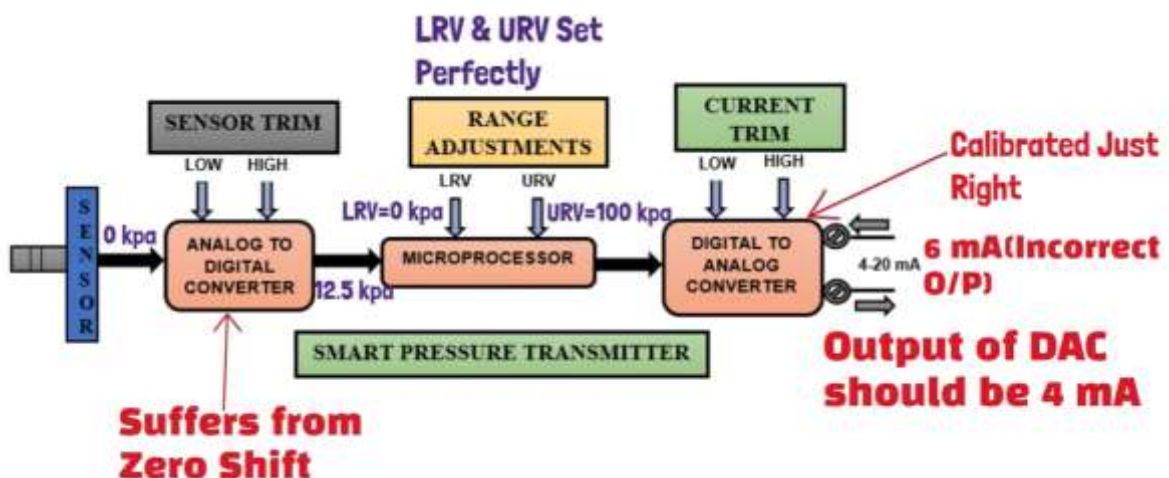 LRV & URV Set
Perfectly
SENSOR TRIM
RANGE
ADJUSTMENTS
CURRENT
TRIM
LOW HIGH
LRV URV
LOW HIGH
Calibrated Just
Right
SENSOR
0 kpa
ANALOG TO
DIGITAL
CONVERTER
12.5 kpa
LRV=0 kpa
URV=100 kpa
MICROPROCESSOR
DIGITAL TO
ANALOG
CONVERTER
4-20 mA
6 mA(Incorrect
O/P)
SMART PRESSURE TRANSMITTER
Output of DAC
should be 4 mA
Suffers from
Zero Shift